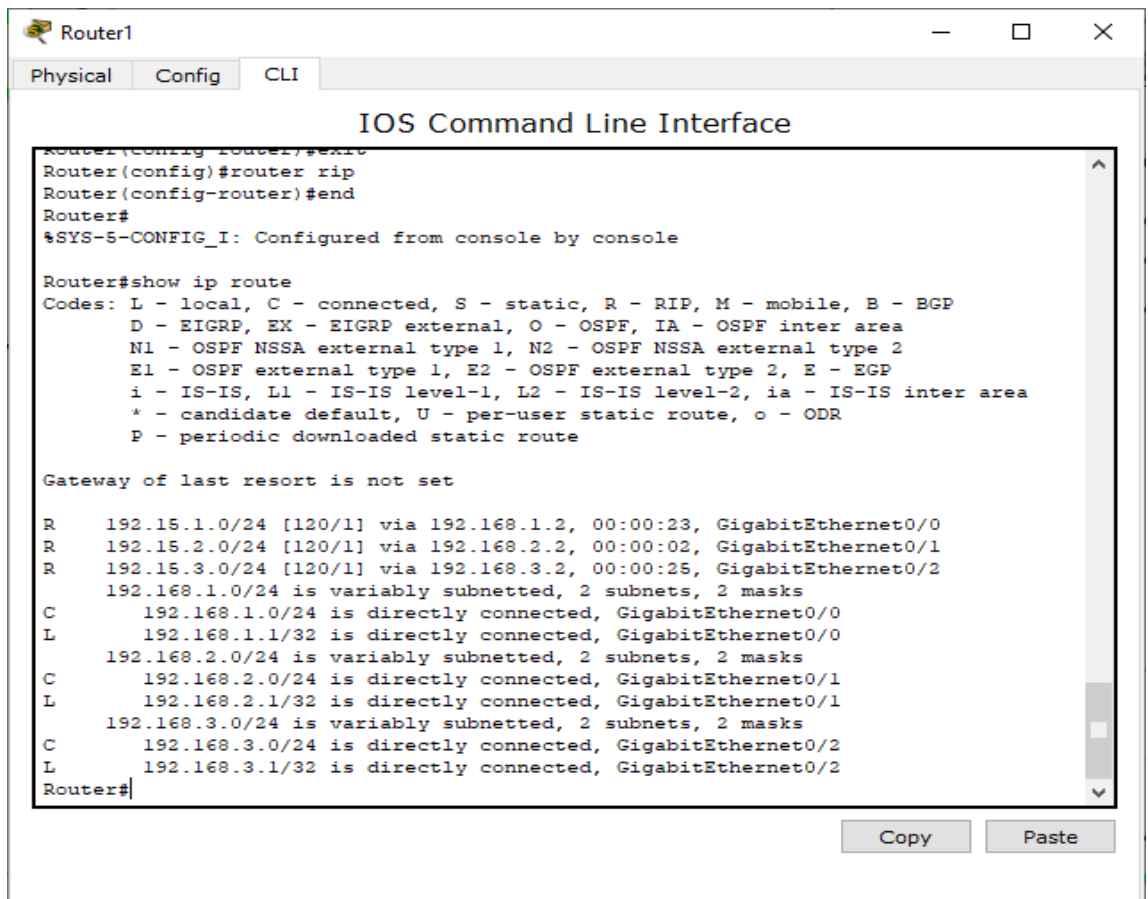 Router1
Physical Config CLI
IOS Command Line Interface
Router(config-router)#exit
Router(config)#router rip
Router(config-router)#end
Router#
%SYS-5-CONFIG_I: Configured from console by console
Router#show ip route
Codes: L - local, C - connected, S - static, R - RIP, M - mobile, B - BGP
D - EIGRP, EX - EIGRP external, O - OSPF, IA - OSPF inter area
N1 - OSPF NSSA external type 1, N2 - OSPF NSSA external type 2
E1 - OSPF external type 1, E2 - OSPF external type 2, E - EGP
i - IS-IS, L1 - IS-IS level-1, L2 - IS-IS level-2, ia - IS-IS inter area
* - candidate default, U - per-user static route, o - ODR
P - periodic downloaded static route
Gateway of last resort is not set
R 192.15.1.0/24 [120/1] via 192.168.1.2, 00:00:23, GigabitEthernet0/0
R 192.15.2.0/24 [120/1] via 192.168.2.2, 00:00:02, GigabitEthernet0/1
R 192.15.3.0/24 [120/1] via 192.168.3.2, 00:00:25, GigabitEthernet0/2
192.168.1.0/24 is variably subnetted, 2 subnets, 2 masks
C 192.168.1.0/24 is directly connected, GigabitEthernet0/0
L 192.168.1.1/32 is directly connected, GigabitEthernet0/0
192.168.2.0/24 is variably subnetted, 2 subnets, 2 masks
C 192.168.2.0/24 is directly connected, GigabitEthernet0/1
L 192.168.2.1/32 is directly connected, GigabitEthernet0/1
192.168.3.0/24 is variably subnetted, 2 subnets, 2 masks
C 192.168.3.0/24 is directly connected, GigabitEthernet0/2
L 192.168.3.1/32 is directly connected, GigabitEthernet0/2
Router#
Copy Paste